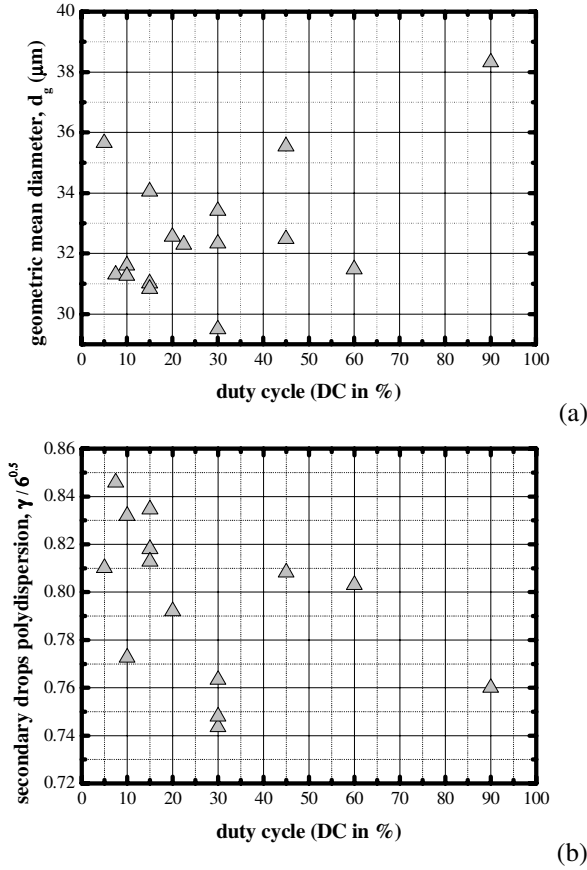 40
38
36
34
32
30
geometric mean diameter, d_g (μm)
0 10 20 30 40 50 60 70 80 90 100
duty cycle (DC in %)
(a)
0.86
0.84
0.82
0.80
0.78
0.76
0.74
0.72
secondary drops polydispersion, γ / 6^0.5
0 10 20 30 40 50 60 70 80 90 100
duty cycle (DC in %)
(b)